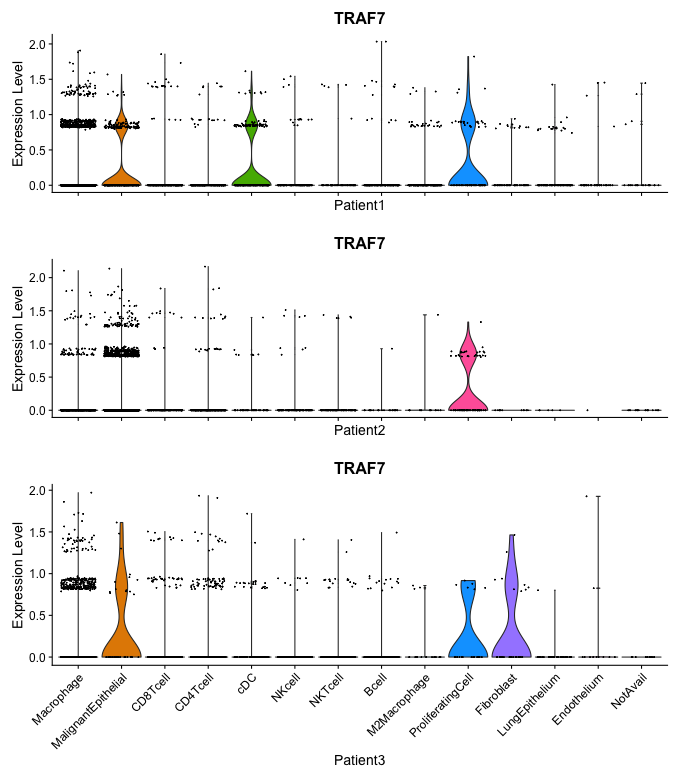 TRAF7
Expression Level
2.0
1.5
1.0
0.5
0.0
Patient1
TRAF7
Expression Level
2.0
1.5
1.0
0.5
0.0
Patient2
TRAF7
Expression Level
2.0
1.5
1.0
0.5
0.0
Macrophage
MalignantEpithelial
CD8Tcell
CD4Tcell
cDC
NKcell
NKTcell
Bcell
M2Macrophage
ProliferatingCell
Fibroblast
LungEpithelium
Endothelium
NotAvail
Patient3